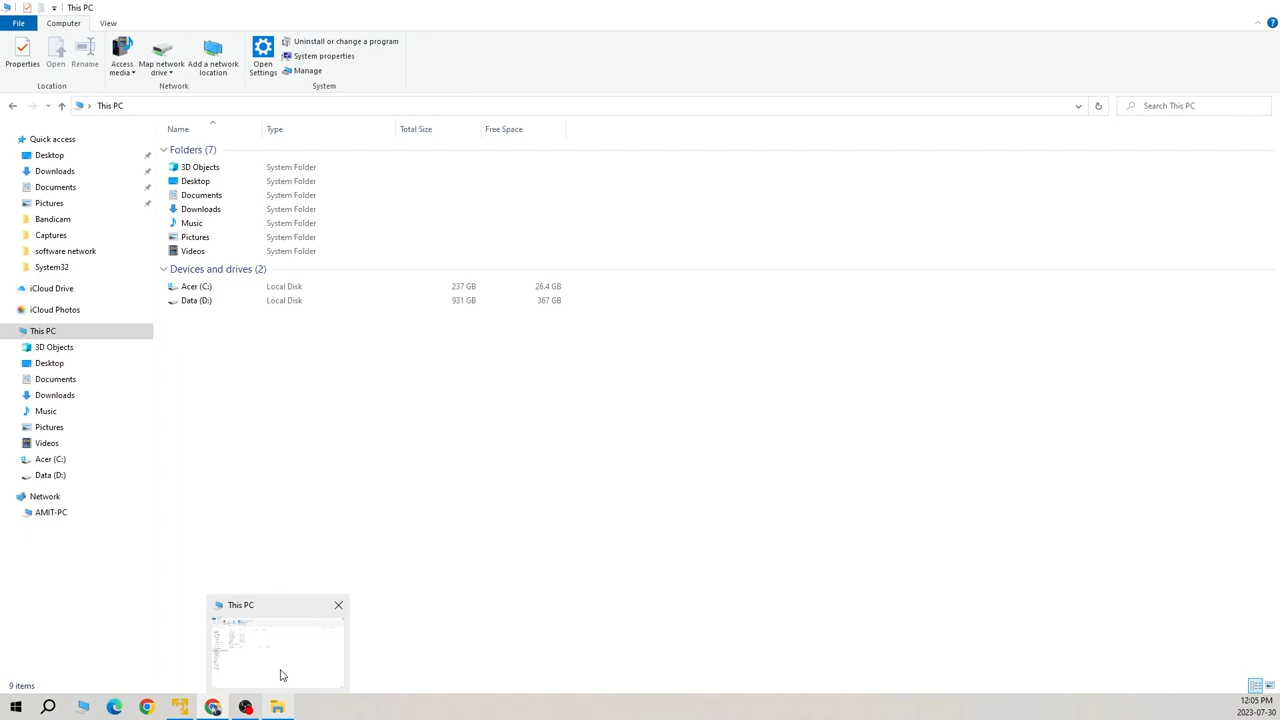 This PC
File Computer View
Properties Open Rename Access media Map network drive Add a network location Open Settings Uninstall or change a program
System properties
Manage
Location Network System
This PC Search This PC
Name Type Total Size Free Space
Quick access
Desktop
Downloads
Documents
Pictures
Bandicam
Captures
software network
System32
iCloud Drive
iCloud Photos
This PC
3D Objects
Desktop
Documents
Downloads
Music
Pictures
Videos
Acer (C:)
Data (D:)
Network
AMIT-PC
Folders (7)
3D Objects System Folder
Desktop System Folder
Documents System Folder
Downloads System Folder
Music System Folder
Pictures System Folder
Videos System Folder
Devices and drives (2)
Acer (C:) Local Disk 237 GB 26.4 GB
Data (D:) Local Disk 931 GB 367 GB
This PC
9 items
12:05 PM
2023-07-30